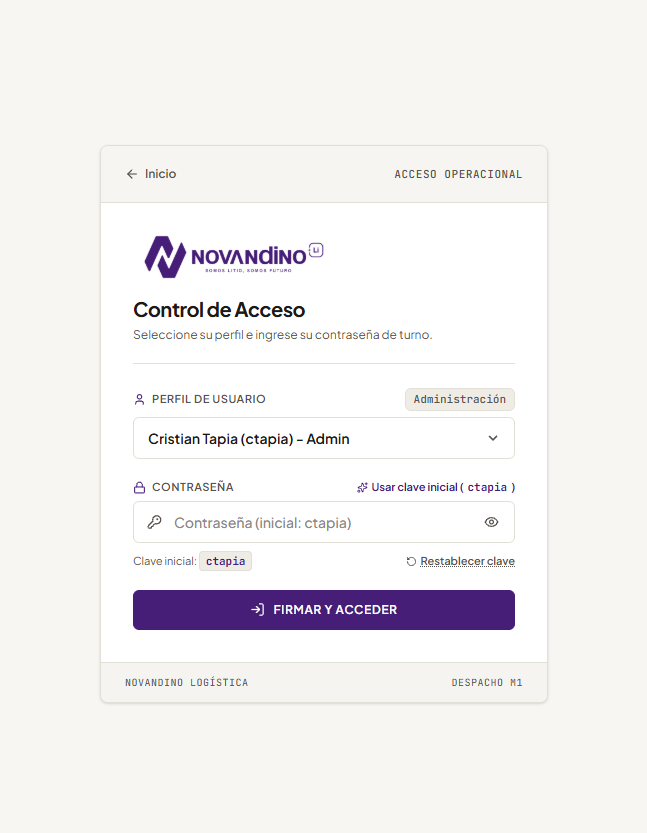 Inicio
ACCESO OPERACIONAL
NOVANDINO Li
SOMOS LITIO, SOMOS FUTURO
Control de Acceso
Seleccione su perfil e ingrese su contraseña de turno.
PERFIL DE USUARIO
Administración
Cristian Tapia (ctapia) – Admin
CONTRASEÑA
Usar clave inicial ( ctapia )
Contraseña (inicial: ctapia)
Clave inicial: ctapia
Restablecer clave
FIRMAR Y ACCEDER
NOVANDINO LOGÍSTICA
DESPACHO M1